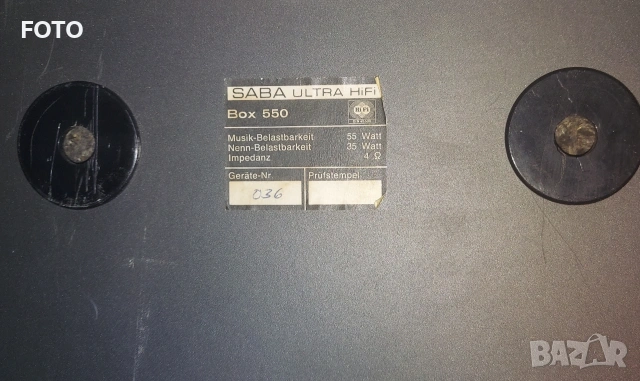 FOTO
SABA ULTRA HiFi
Box 550
Musik-Belastbarkeit 55 Watt
Nenn-Belastbarkeit 35 Watt
Impedanz 4 Ω
Geräte-Nr. Prüfstempel
036
BAZAR